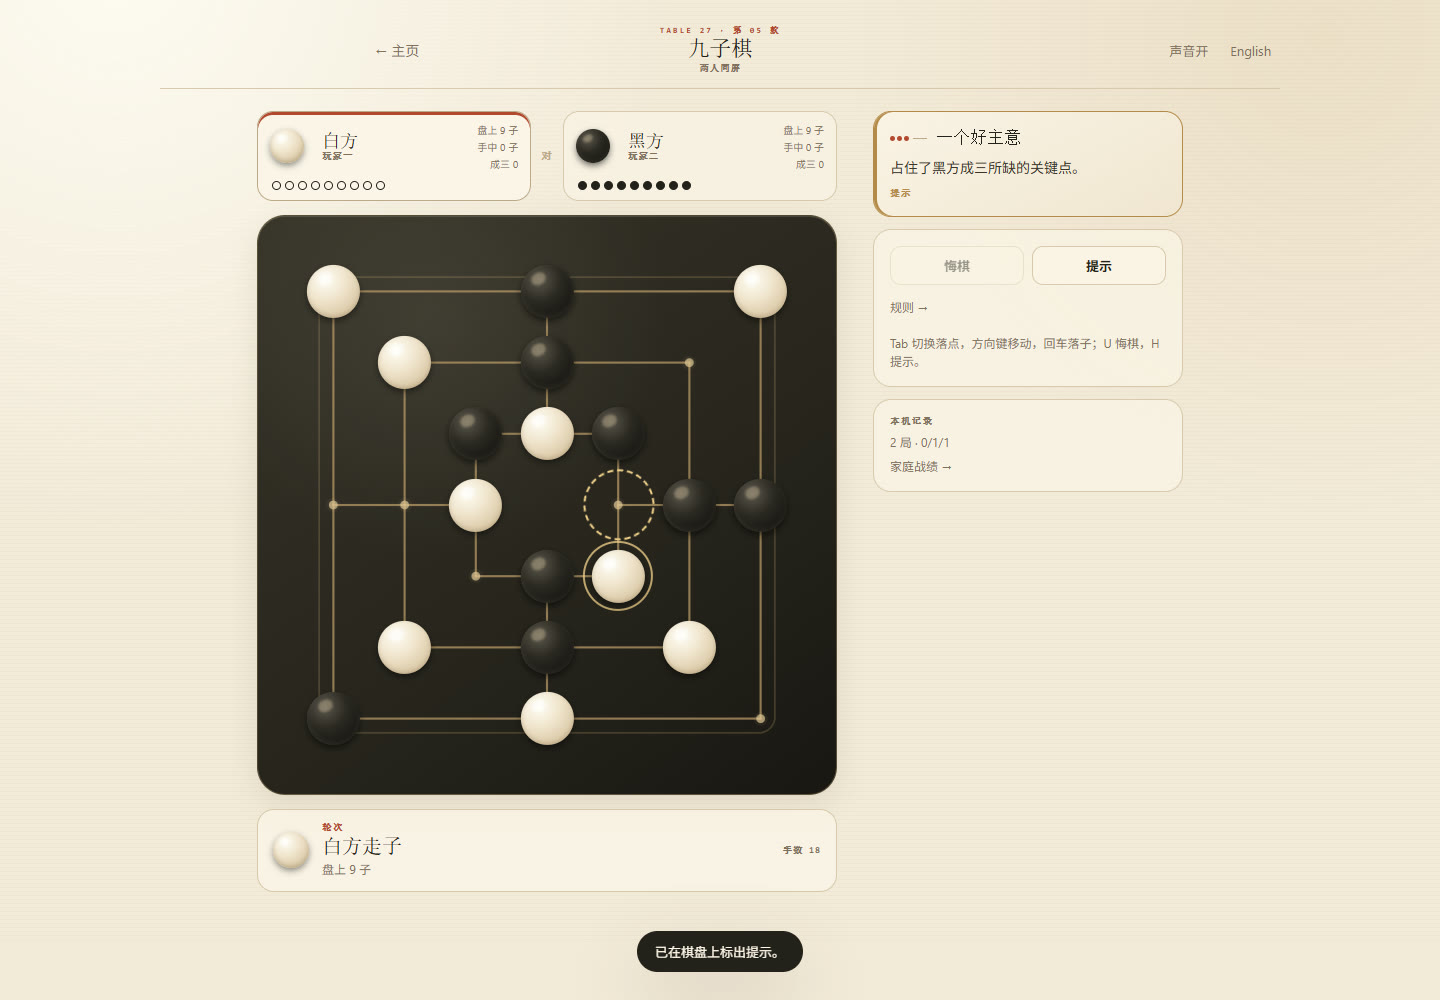 ← 主页
TABLE 27 · 第 05 款
九子棋
两人同屏
声音开
English
白方
玩家一
盘上 9 子
手中 0 子
成三 0
对
黑方
玩家二
盘上 9 子
手中 0 子
成三 0
一个好主意
占住了黑方成三所缺的关键点。
提示
悔棋
提示
规则 →
Tab 切换落点，方向键移动，回车落子；U 悔棋，H
提示。
本机记录
2 局 · 0/1/1
家庭战绩 →
轮次
白方走子
盘上 9 子
手数 18
已在棋盘上标出提示。